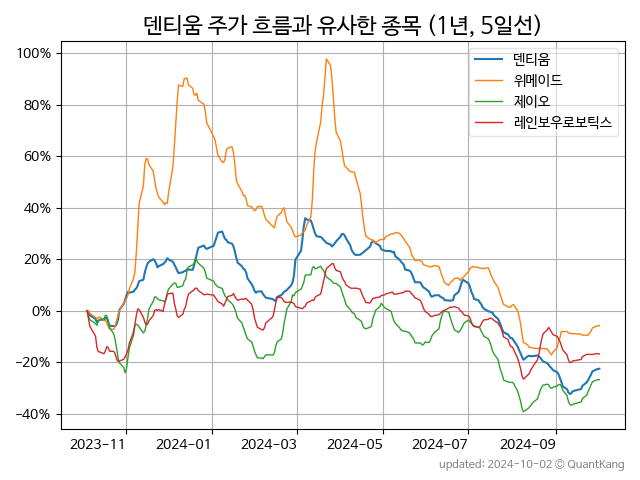 덴티움 주가 흐름과 유사한 종목 (1년, 5일선)
덴티움
위메이드
제이오
레인보우로보틱스
100%
80%
60%
40%
20%
0%
−20%
−40%
2023-11
2024-01
2024-03
2024-05
2024-07
2024-09
updated: 2024-10-02 © QuantKang